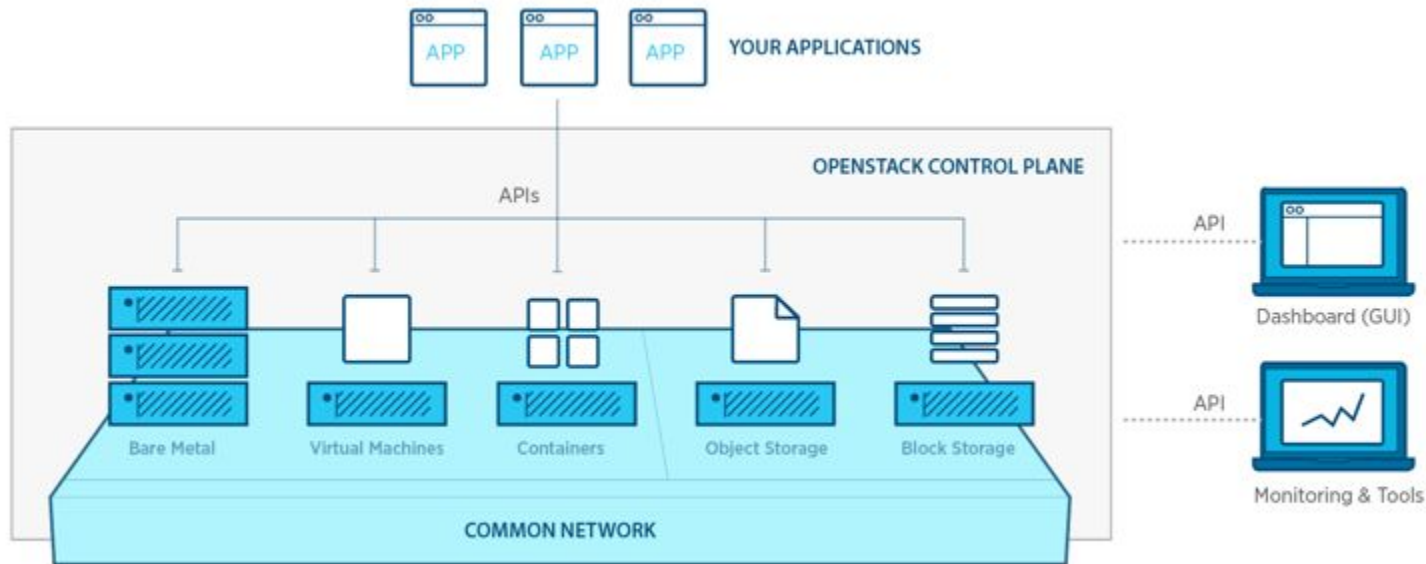 APP
APP
APP
YOUR APPLICATIONS
OPENSTACK CONTROL PLANE
APIs
API
Dashboard (GUI)
Bare Metal
Virtual Machines
Containers
Object Storage
Block Storage
API
Monitoring & Tools
COMMON NETWORK